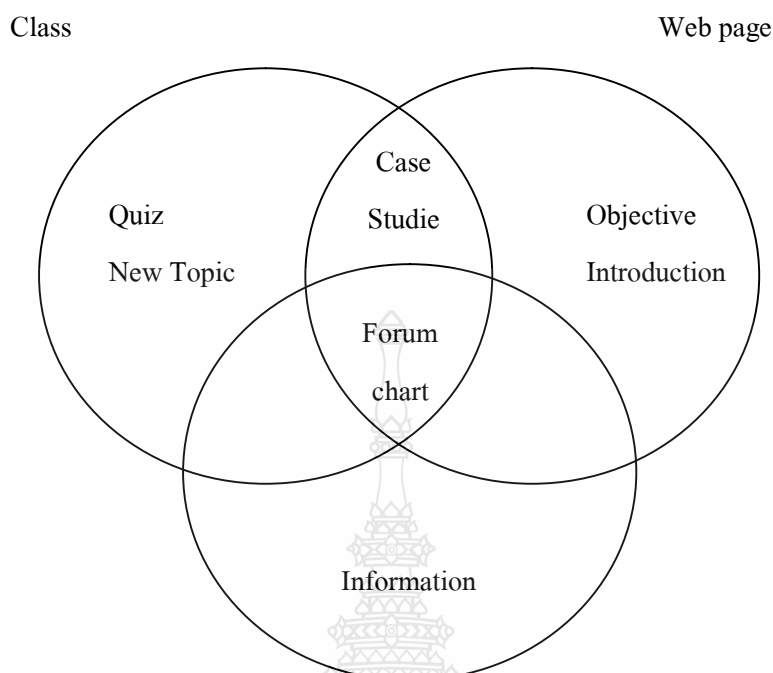 Class
Web page
Case
Studie
Quiz
New Topic
Objective
Introduction
Forum
chart
Information